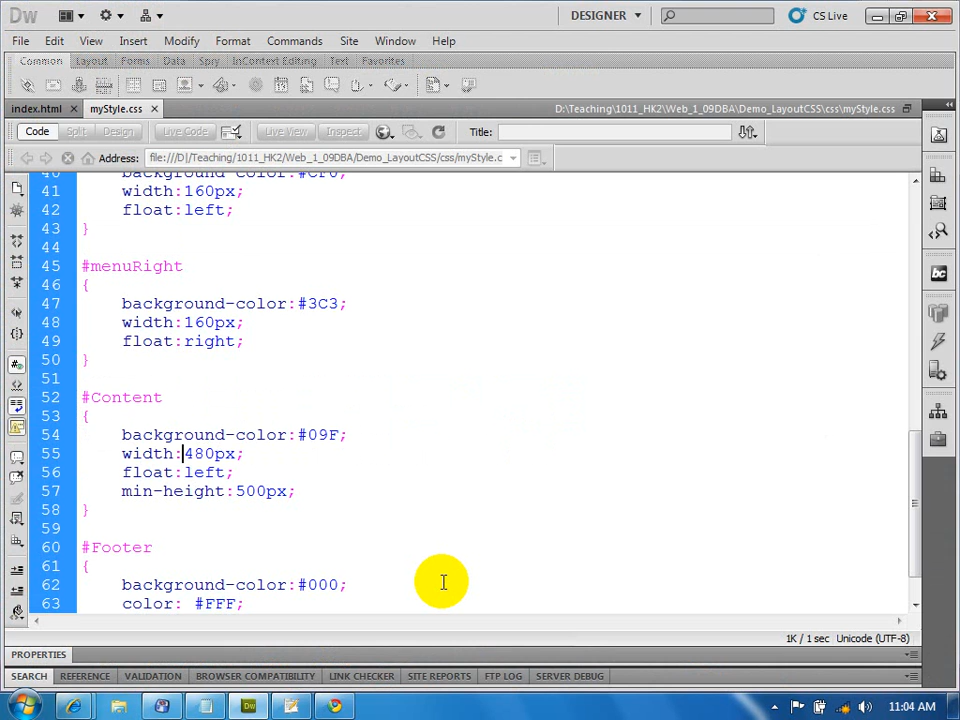 Dw
DESIGNER
CS Live
File Edit View Insert Modify Format Commands Site Window Help
Common Layout Forms Data Spry InContext Editing Text Favorites
index.html myStyle.css D:\Teaching\1011_HK2\Web_1_09DBA\Demo_LayoutCSS\css\myStyle.css
Code Split Design Live Code Live View Inspect Title:
Address: file:///D|/Teaching/1011_HK2/Web_1_09DBA/Demo_LayoutCSS/css/myStyle.c
40 background-color:#CF0;
41 width:160px;
42 float:left;
43 }
44
45 #menuRight
46 {
47 background-color:#3C3;
48 width:160px;
49 float:right;
50 }
51
52 #Content
53 {
54 background-color:#09F;
55 width:480px;
56 float:left;
57 min-height:500px;
58 }
59
60 #Footer
61 {
62 background-color:#000;
63 color: #FFF;
1K / 1 sec Unicode (UTF-8)
PROPERTIES
SEARCH REFERENCE VALIDATION BROWSER COMPATIBILITY LINK CHECKER SITE REPORTS FTP LOG SERVER DEBUG
Dw 11:04 AM